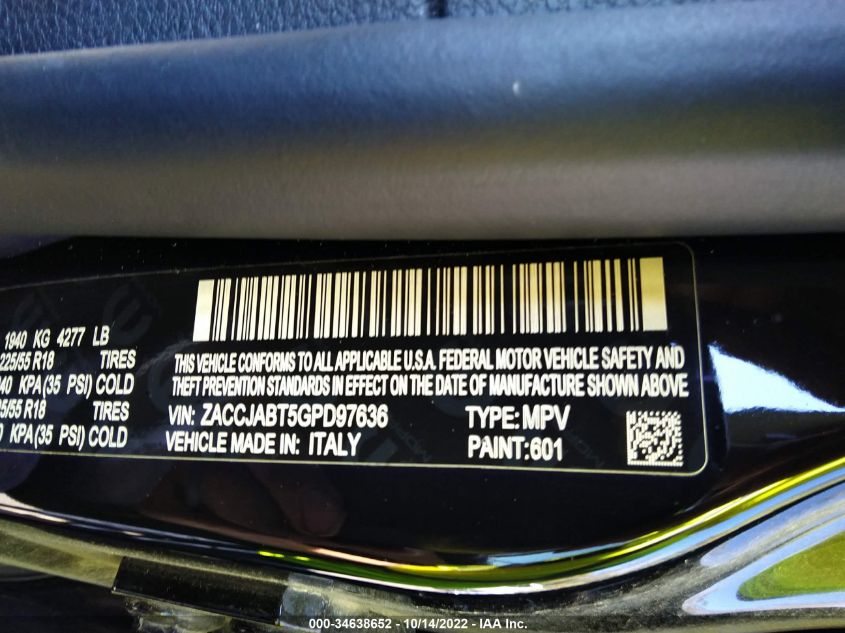 1940 KG 4277 LB
225/55 R18 TIRES
KPA(35 PSI) COLD
R18 TIRES
KPA(35 PSI) COLD
THIS VEHICLE CONFORMS TO ALL APPLICABLE U.S.A. FEDERAL MOTOR VEHICLE SAFETY AND
THEFT PREVENTION STANDARDS IN EFFECT ON THE DATE OF MANUFACTURE SHOWN ABOVE
VIN: ZACCJABT5GPD97636 TYPE: MPV
VEHICLE MADE IN: ITALY PAINT:601
000-34638652 - 10/14/2022 - IAA Inc.